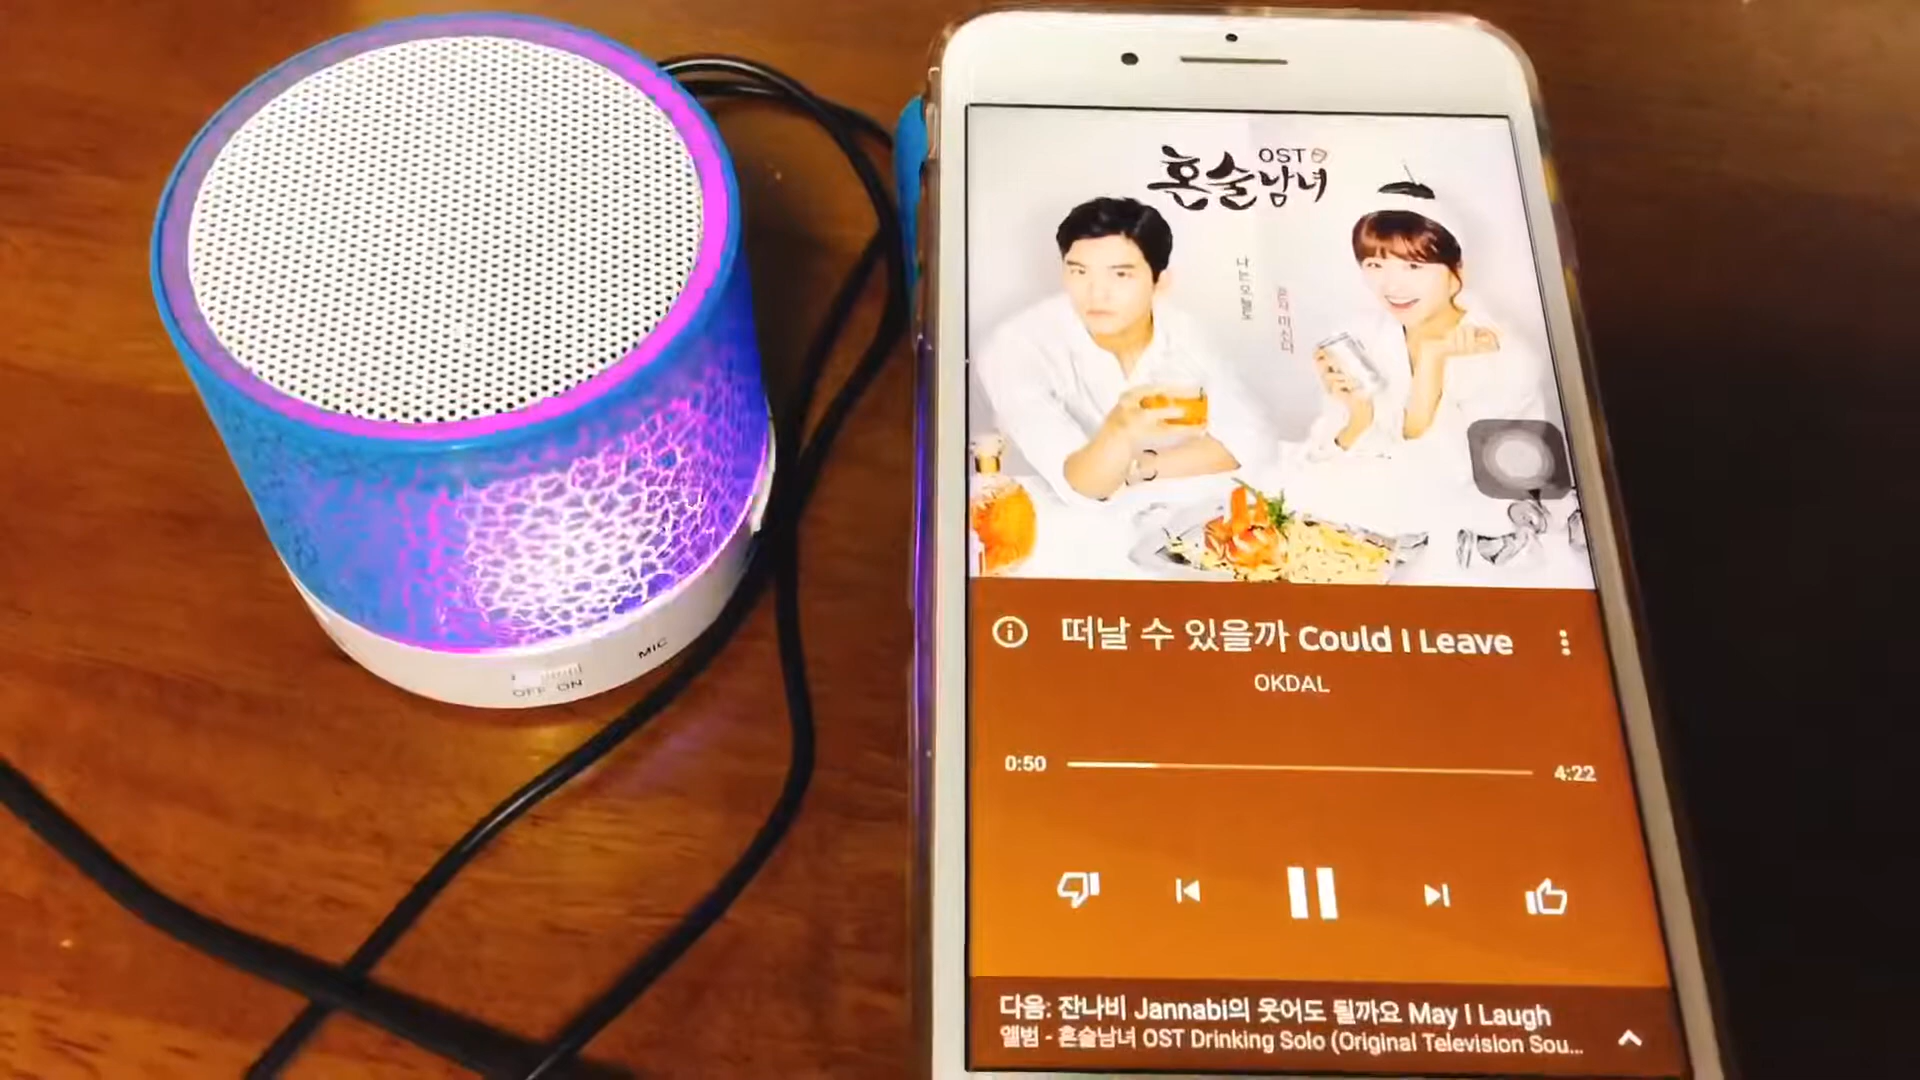 OST
혼술남녀
떠날 수 있을까 Could I Leave
OKDAL
0:50
4:22
다음: 잔나비 Jannabi의 웃어도 될까요 May I Laugh
앨범 - 혼술남녀 OST Drinking Solo (Original Television Sou...
MIC
OFF ON